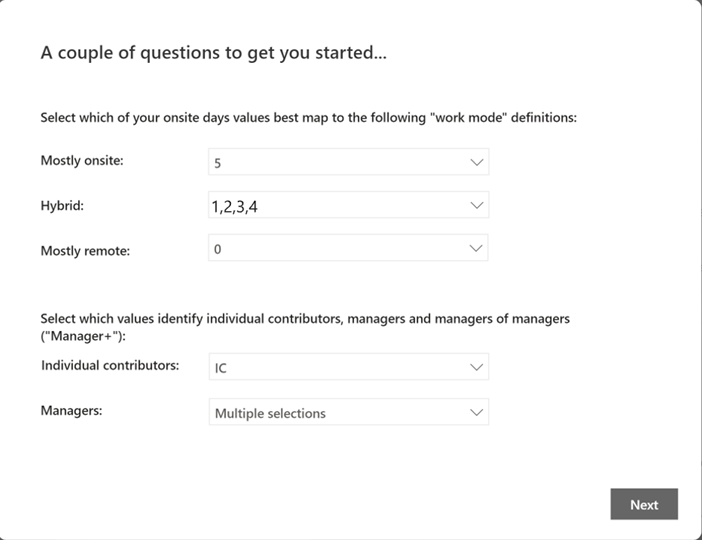 A couple of questions to get you started...
Select which of your onsite days values best map to the following "work mode" definitions:
Mostly onsite:
5
Hybrid:
1,2,3,4
Mostly remote:
0
Select which values identify individual contributors, managers and managers of managers
("Manager+"):
Individual contributors:
IC
Managers:
Multiple selections
Next